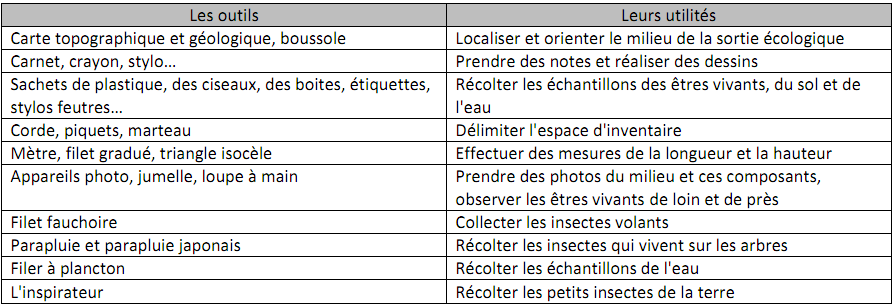 Les outils
Leurs utilités
Carte topographique et géologique, boussole
Localiser et orienter le milieu de la sortie écologique
Carnet, crayon, stylo...
Prendre des notes et réaliser des dessins
Sachets de plastique, des ciseaux, des boites, étiquettes,
stylos feutres...
Récolter les échantillons des êtres vivants, du sol et de
l'eau
Corde, piquets, marteau
Délimiter l'espace d'inventaire
Mètre, filet gradué, triangle isocèle
Effectuer des mesures de la longueur et la hauteur
Appareils photo, jumelle, loupe à main
Prendre des photos du milieu et ces composants,
observer les êtres vivants de loin et de près
Filet fauchoire
Collecter les insectes volants
Parapluie et parapluie japonais
Récolter les insectes qui vivent sur les arbres
Filer à plancton
Récolter les échantillons de l'eau
L'inspirateur
Récolter les petits insectes de la terre